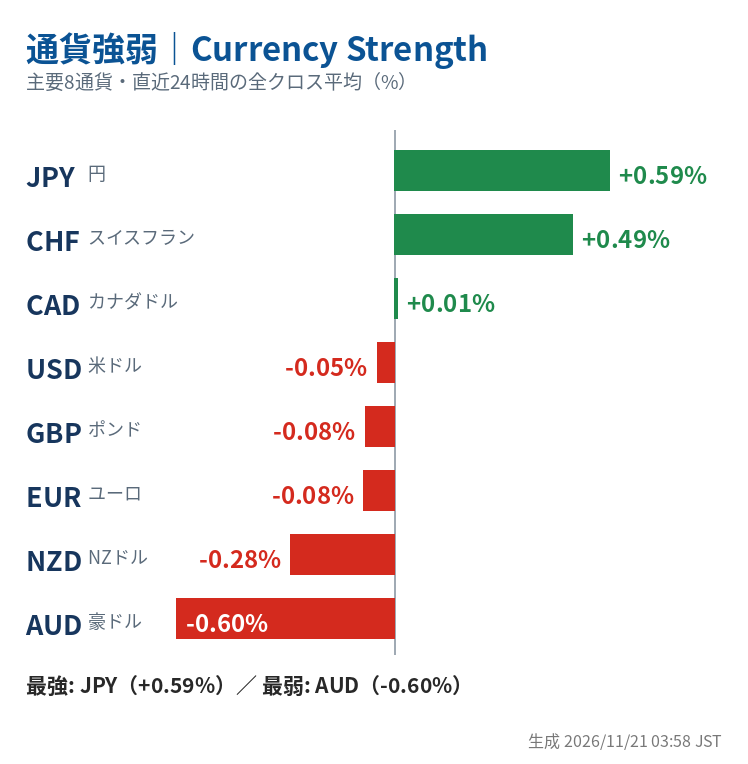 通貨強弱｜Currency Strength
主要8通貨・直近24時間の全クロス平均（%）
JPY 円 +0.59%
CHF スイスフラン +0.49%
CAD カナダドル +0.01%
USD 米ドル -0.05%
GBP ポンド -0.08%
EUR ユーロ -0.08%
NZD NZドル -0.28%
AUD 豪ドル -0.60%
最強: JPY（+0.59%）／ 最弱: AUD（-0.60%）
生成 2026/11/21 03:58 JST